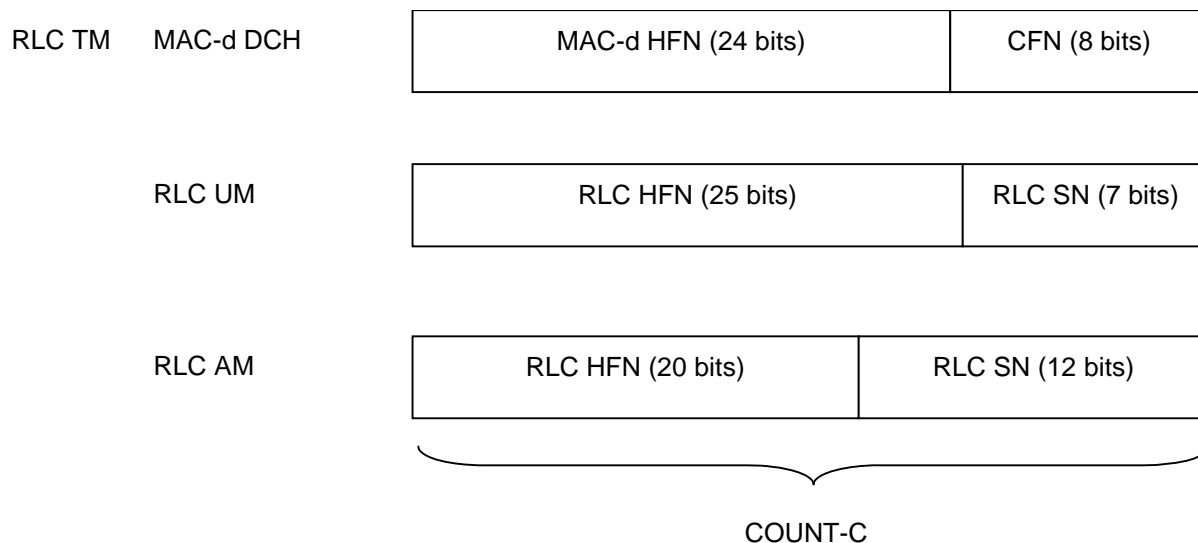 RLC TM MAC-d DCH MAC-d HFN (24 bits) CFN (8 bits)
RLC UM RLC HFN (25 bits) RLC SN (7 bits)
RLC AM RLC HFN (20 bits) RLC SN (12 bits)
COUNT-C